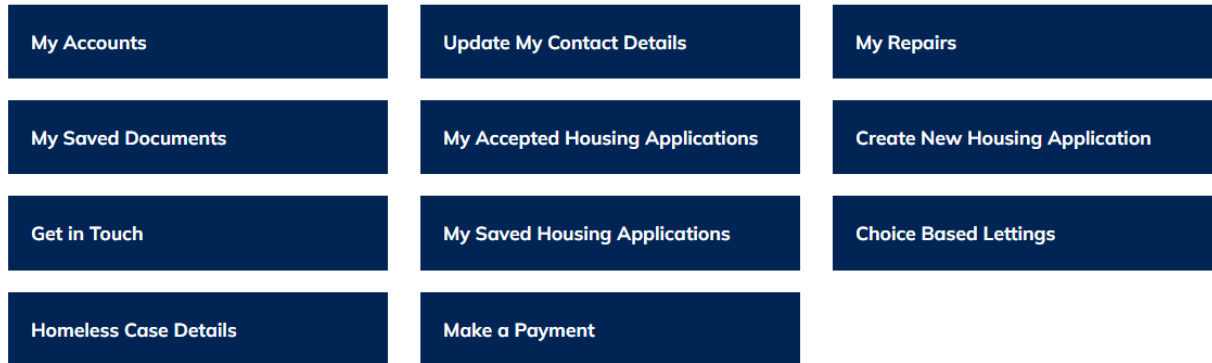 My Accounts
Update My Contact Details
My Repairs
My Saved Documents
My Accepted Housing Applications
Create New Housing Application
Get in Touch
My Saved Housing Applications
Choice Based Lettings
Homeless Case Details
Make a Payment